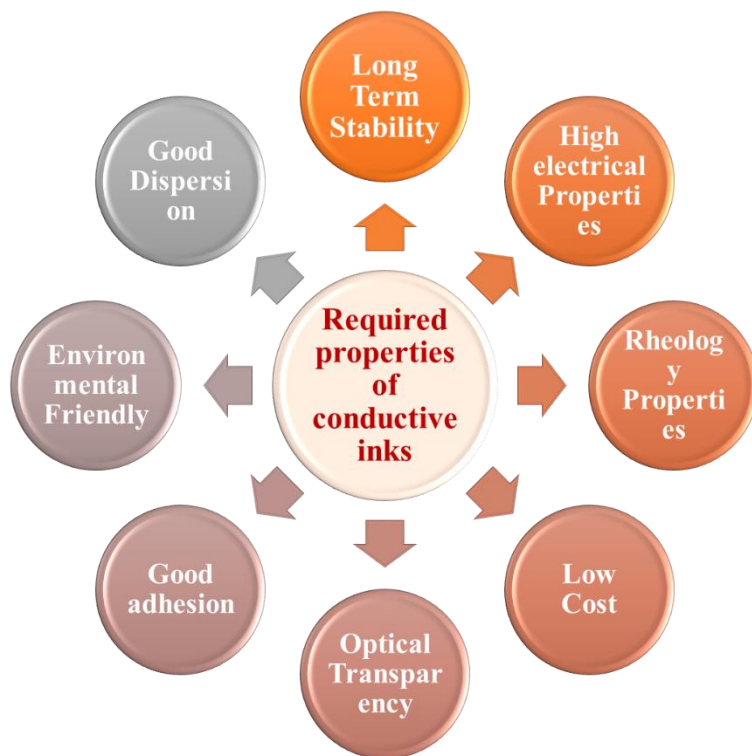 Long
Term
Stability
High
electrical
Properti
es
Rheolog
y
Properti
es
Low
Cost
Optical
Transpar
ency
Good
adhesion
Environ
mental
Friendly
Good
Dispersi
on
Required
properties
of
conductive
inks